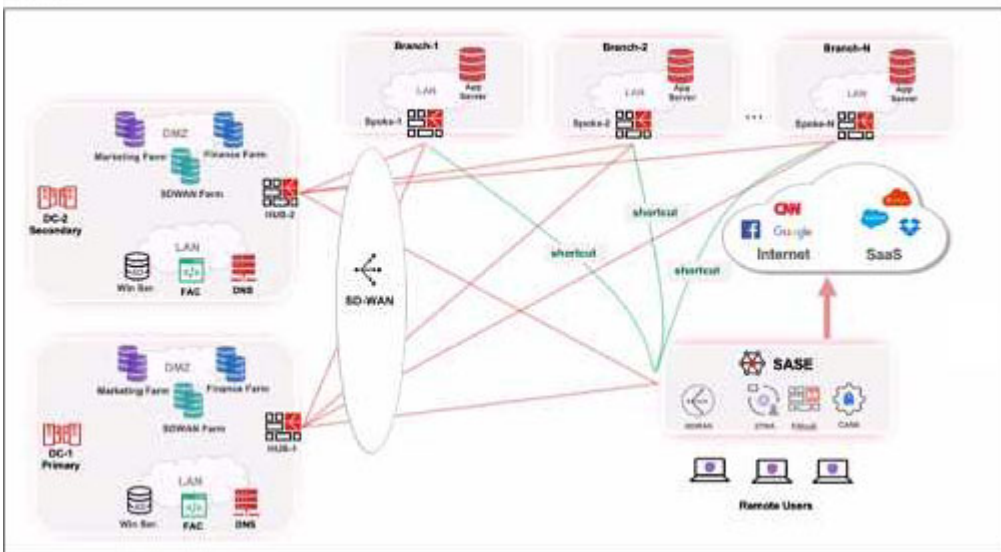 Branch-1
LAN
App
Server
Spoke-1
Branch-2
LAN
App
Server
Spoke-2
...
Branch-N
LAN
App
Server
Spoke-N
DMZ
Marketing Farm
Finance Farm
SDWAN Farm
DC-2
Secondary
HUB-2
LAN
Win Ser.
FAC
DNS
SD-WAN
shortcut
shortcut
shortcut
CNN
Google
Internet
SaaS
DMZ
Marketing Farm
Finance Farm
SDWAN Farm
DC-1
Primary
HUB-1
LAN
Win Ser.
FAC
DNS
SASE
SDWAN
ZTNA
FWaaS
CASB
Remote Users